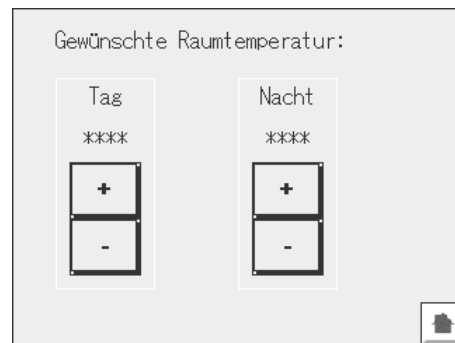 Gewünschte Raumtemperatur:
Tag Nacht
**** ****
+ +
- -